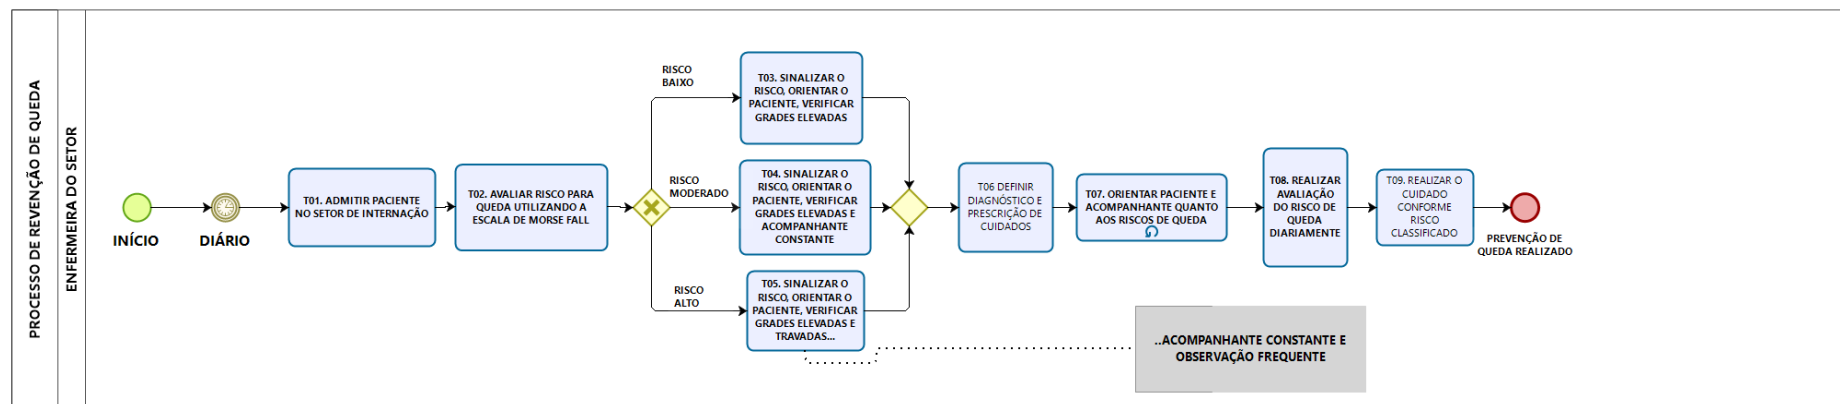 PROCESSO DE REVENÇÃO DE QUEDA
ENFERMEIRA DO SETOR
INÍCIO
DIÁRIO
T01. ADMITIR PACIENTE
NO SETOR DE INTERNAÇÃO
T02. AVALIAR RISCO PARA
QUEDA UTILIZANDO A
ESCALA DE MORSE FALL
RISCO
BAIXO
T03. SINALIZAR O
RISCO, ORIENTAR O
PACIENTE, VERIFICAR
GRADES ELEVADAS
RISCO
MODERADO
T04. SINALIZAR O
RISCO, ORIENTAR O
PACIENTE, VERIFICAR
GRADES ELEVADAS E
ACOMPANHANTE
CONSTANTE
RISCO
ALTO
T05. SINALIZAR O
RISCO, ORIENTAR O
PACIENTE, VERIFICAR
GRADES ELEVADAS E
TRAVADAS...
..ACOMPANHANTE CONSTANTE E
OBSERVAÇÃO FREQUENTE
T06 DEFINIR
DIAGNÓSTICO E
PRESCRIÇÃO DE
CUIDADOS
T07. ORIENTAR PACIENTE E
ACOMPANHANTE QUANTO
AOS RISCOS DE QUEDA
T08. REALIZAR
AVALIAÇÃO
DO RISCO DE
QUEDA
DIARIAMENTE
T09. REALIZAR O
CUIDADO
CONFORME
RISCO
CLASSIFICADO
PREVENÇÃO DE
QUEDA REALIZADO